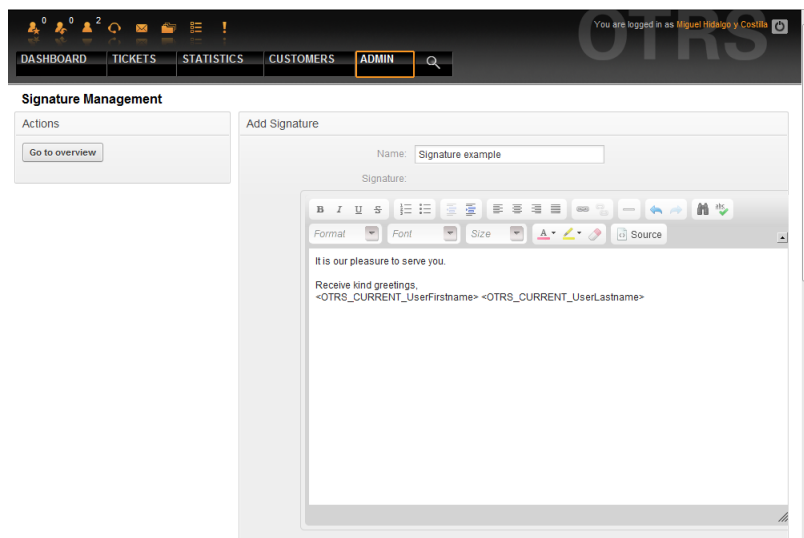 0 0 2
You are logged in as Miguel Hidalgo y Costilla
OTRS
DASHBOARD TICKETS STATISTICS CUSTOMERS ADMIN
Signature Management
Actions
Go to overview
Add Signature
Name: Signature example
Signature:
B I U S
abc
Format Font Size A Source
It is our pleasure to serve you.
Receive kind greetings,
<OTRS_CURRENT_UserFirstname> <OTRS_CURRENT_UserLastname>